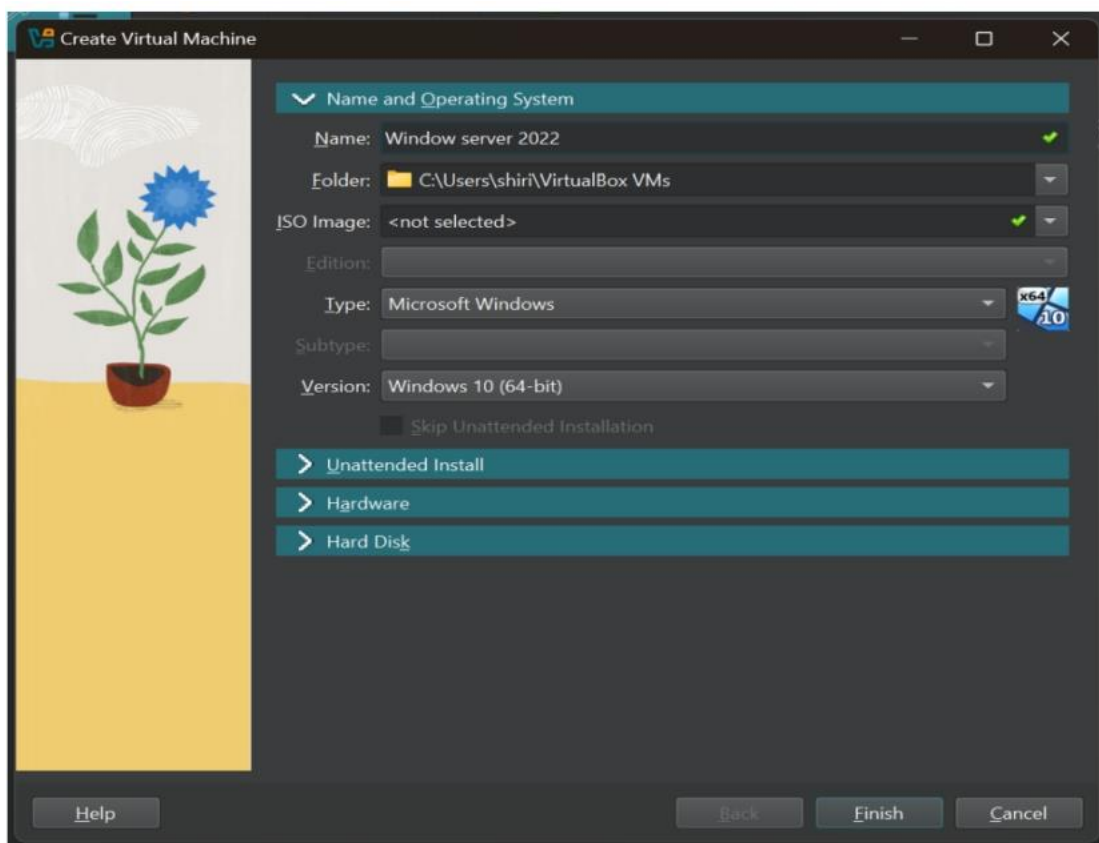 Create Virtual Machine
Name and Operating System
Name: Window server 2022
Folder: C:\Users\shiri\VirtualBox VMs
ISO Image: <not selected>
Edition:
Type: Microsoft Windows
x64
10
Subtype:
Version: Windows 10 (64-bit)
Skip Unattended Installation
Unattended Install
Hardware
Hard Disk
Help Back Finish Cancel